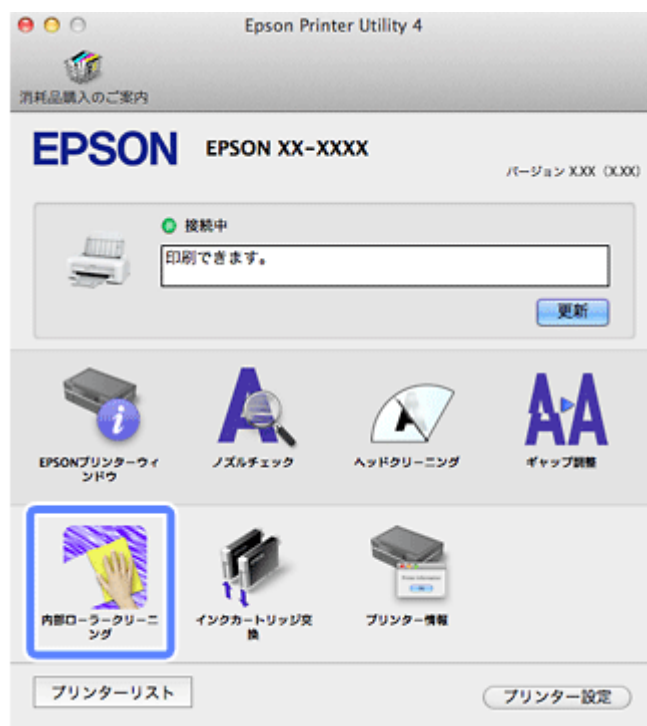 Epson Printer Utility 4
消耗品購入のご案内
EPSON EPSON XX-XXXX
バージョン X.XX (X.XX)
接続中
印刷できます。
更新
EPSONプリンターウィ
ンドウ
ノズルチェック
ヘッドクリーニング
ギャップ調整
内部ローラークリーニ
ング
インクカートリッジ交
換
プリンター情報
プリンターリスト
プリンター設定